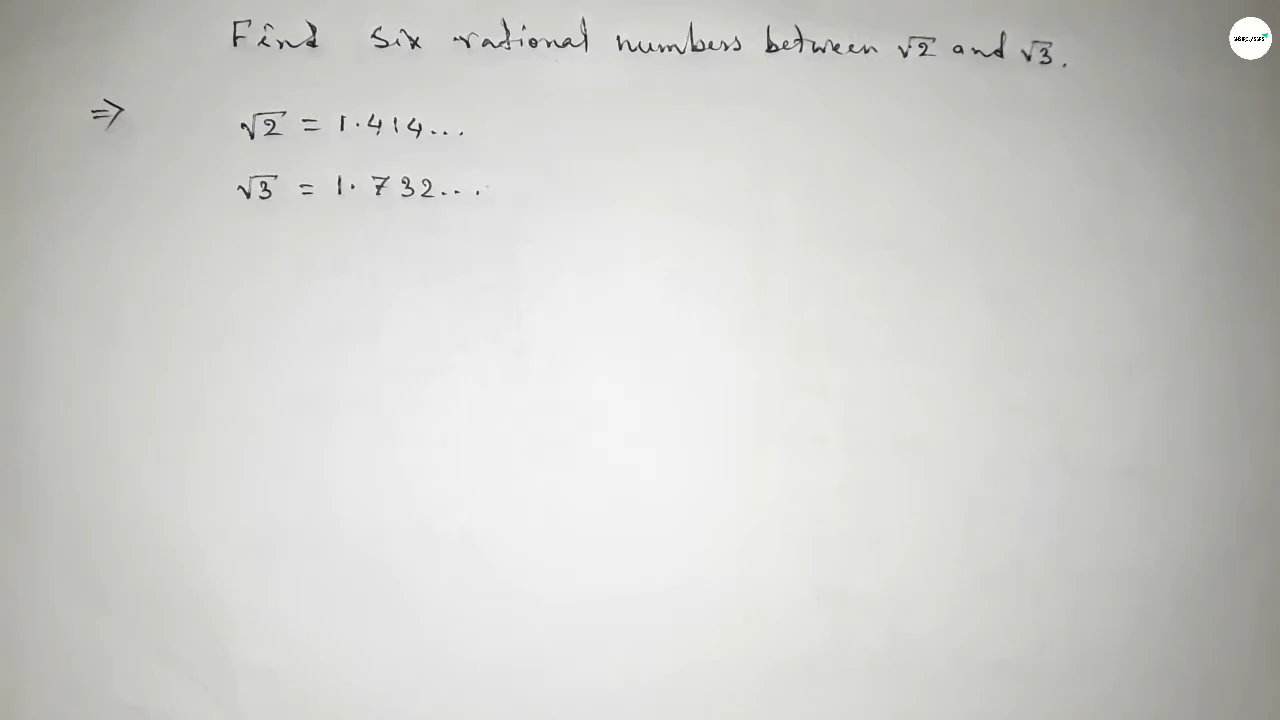 Find six rational numbers between √2 and √3.
⇒ √2 = 1.414...
√3 = 1.732...